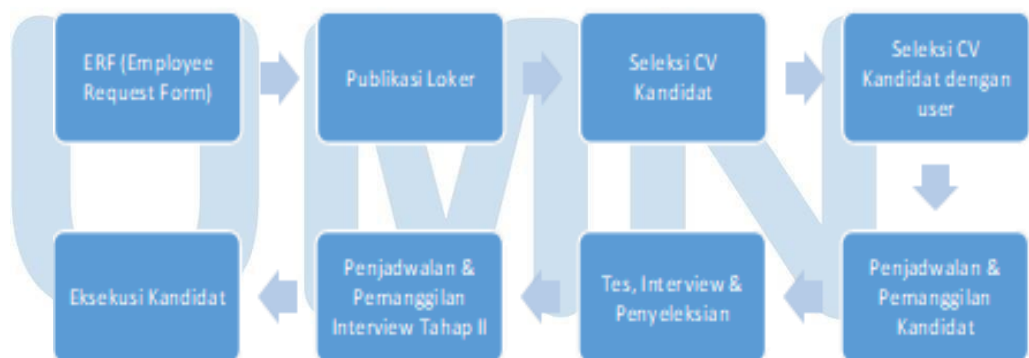 ERF (Employee
Request Form)
Publikasi Loker
Seleksi CV
Kandidat
Seleksi CV
Kandidat dengan
user
Penjadwalan &
Pemanggilan
Kandidat
Tes, Interview &
Penyeleksian
Penjadwalan &
Pemanggilan
Interview Tahap II
Eksekusi Kandidat
UMN